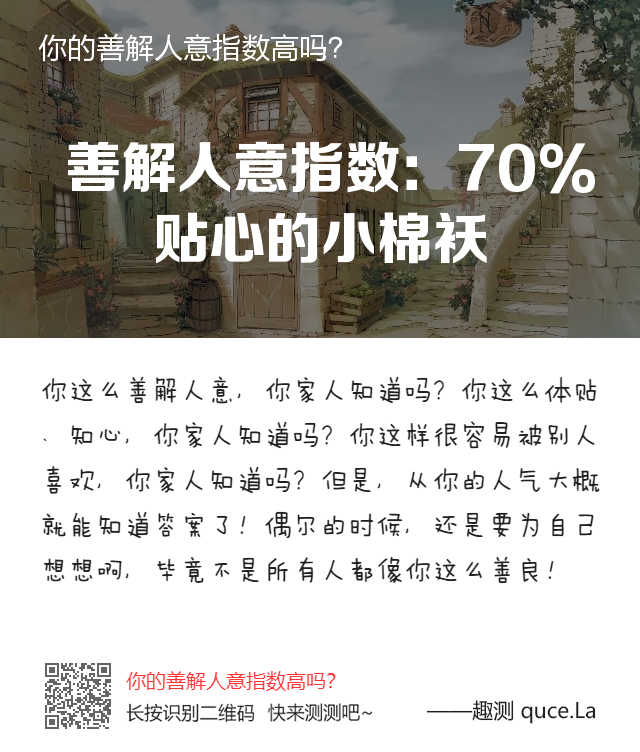 你的善解人意指数高吗?
N
善解人意指数: 70%
贴心的小棉袄
你这么善解人意, 你家人知道吗? 你这么体贴
、知心, 你家人知道吗? 你这样很容易被别人
喜欢, 你家人知道吗? 但是, 从你的人气大概
就能知道答案了! 偶尔的时候, 还是要为自己
想想啊, 毕竟不是所有人都像你这么善良!
你的善解人意指数高吗?
长按识别二维码 快来测测吧~
——趣测 quce.La